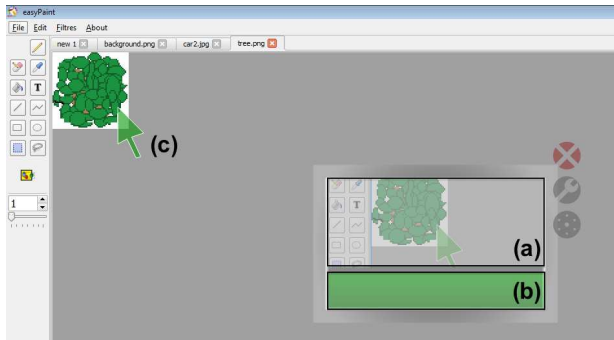 easyPaint
File Edit Filtres About
new 1 background.png car2.jpg tree.png
T
1
(c)
T
(a)
(b)